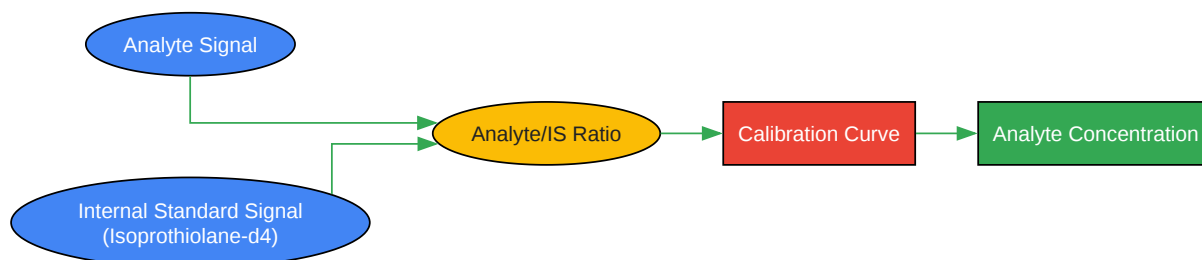 Analyte Signal
Analyte/IS Ratio
Calibration Curve
Analyte Concentration
Internal Standard Signal
(Isoprothiolane-d4)